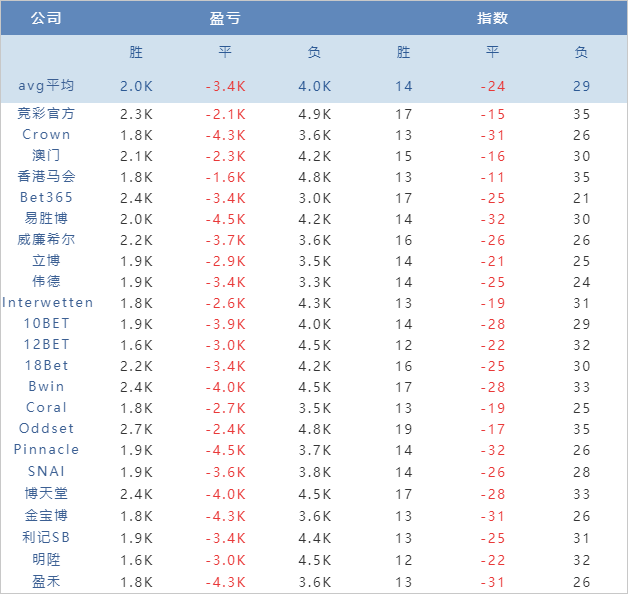 公司 盈亏 指数
胜 平 负 胜 平 负
avg平均 2.0K -3.4K 4.0K 14 -24 29
竞彩官方 2.3K -2.1K 4.9K 17 -15 35
Crown 1.8K -4.3K 3.6K 13 -31 26
澳门 2.1K -2.3K 4.2K 15 -16 30
香港马会 1.8K -1.6K 4.8K 13 -11 35
Bet365 2.4K -3.4K 3.0K 17 -25 21
易胜博 2.0K -4.5K 4.2K 14 -32 30
威廉希尔 2.2K -3.7K 3.6K 16 -26 26
立博 1.9K -2.9K 3.5K 14 -21 25
伟德 1.9K -3.4K 3.3K 14 -25 24
Interwetten 1.8K -2.6K 4.3K 13 -19 31
10BET 1.9K -3.9K 4.0K 14 -28 29
12BET 1.6K -3.0K 4.5K 12 -22 32
18Bet 2.2K -3.4K 4.2K 16 -25 30
Bwin 2.4K -4.0K 4.5K 17 -28 33
Coral 1.8K -2.7K 3.5K 13 -19 25
Oddset 2.7K -2.4K 4.8K 19 -17 35
Pinnacle 1.9K -4.5K 3.7K 14 -32 26
SNAI 1.9K -3.6K 3.8K 14 -26 28
博天堂 2.4K -4.0K 4.5K 17 -28 33
金宝博 1.8K -4.3K 3.6K 13 -31 26
利记SB 1.9K -3.4K 4.4K 13 -25 31
明陞 1.6K -3.0K 4.5K 12 -22 32
盈禾 1.8K -4.3K 3.6K 13 -31 26